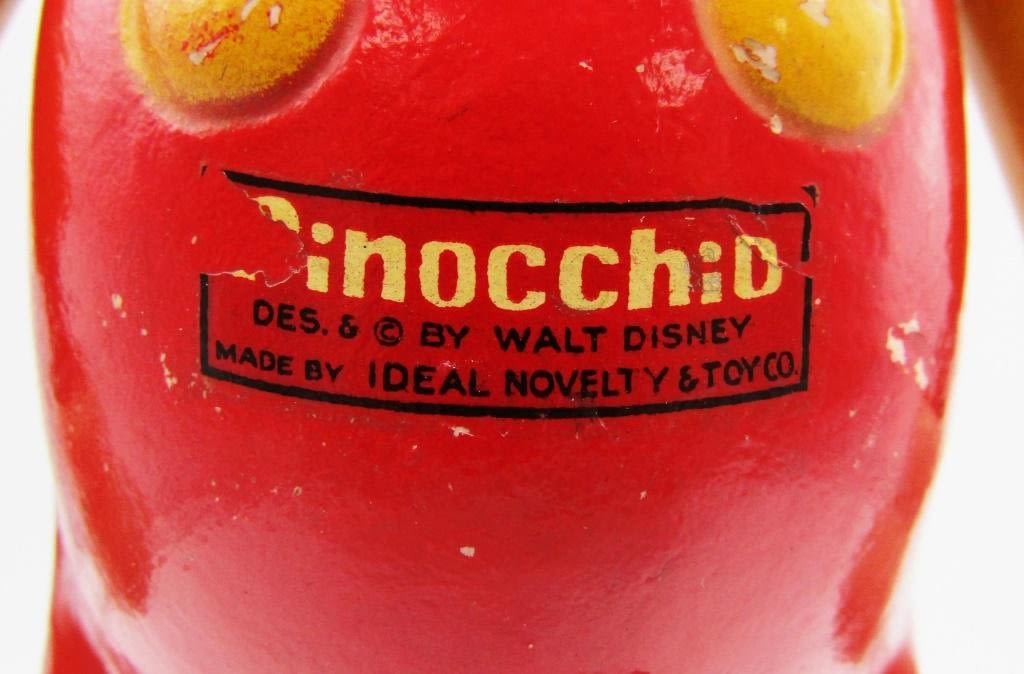 Pinocchio
DES. & © BY WALT DISNEY
MADE BY IDEAL NOVELTY & TOY CO.